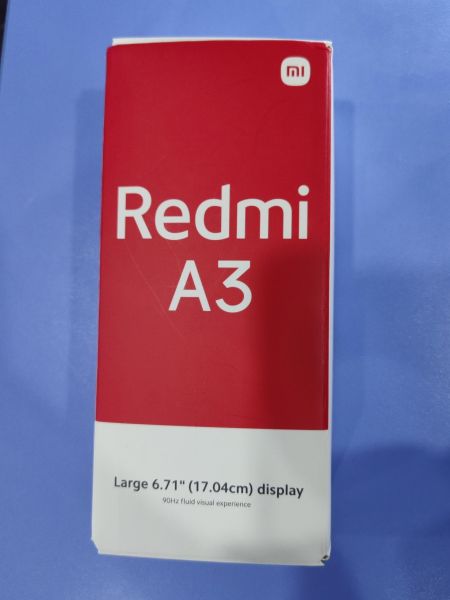 mi
Redmi
A3
Large 6.71" (17.04cm) display
90Hz fluid visual experience